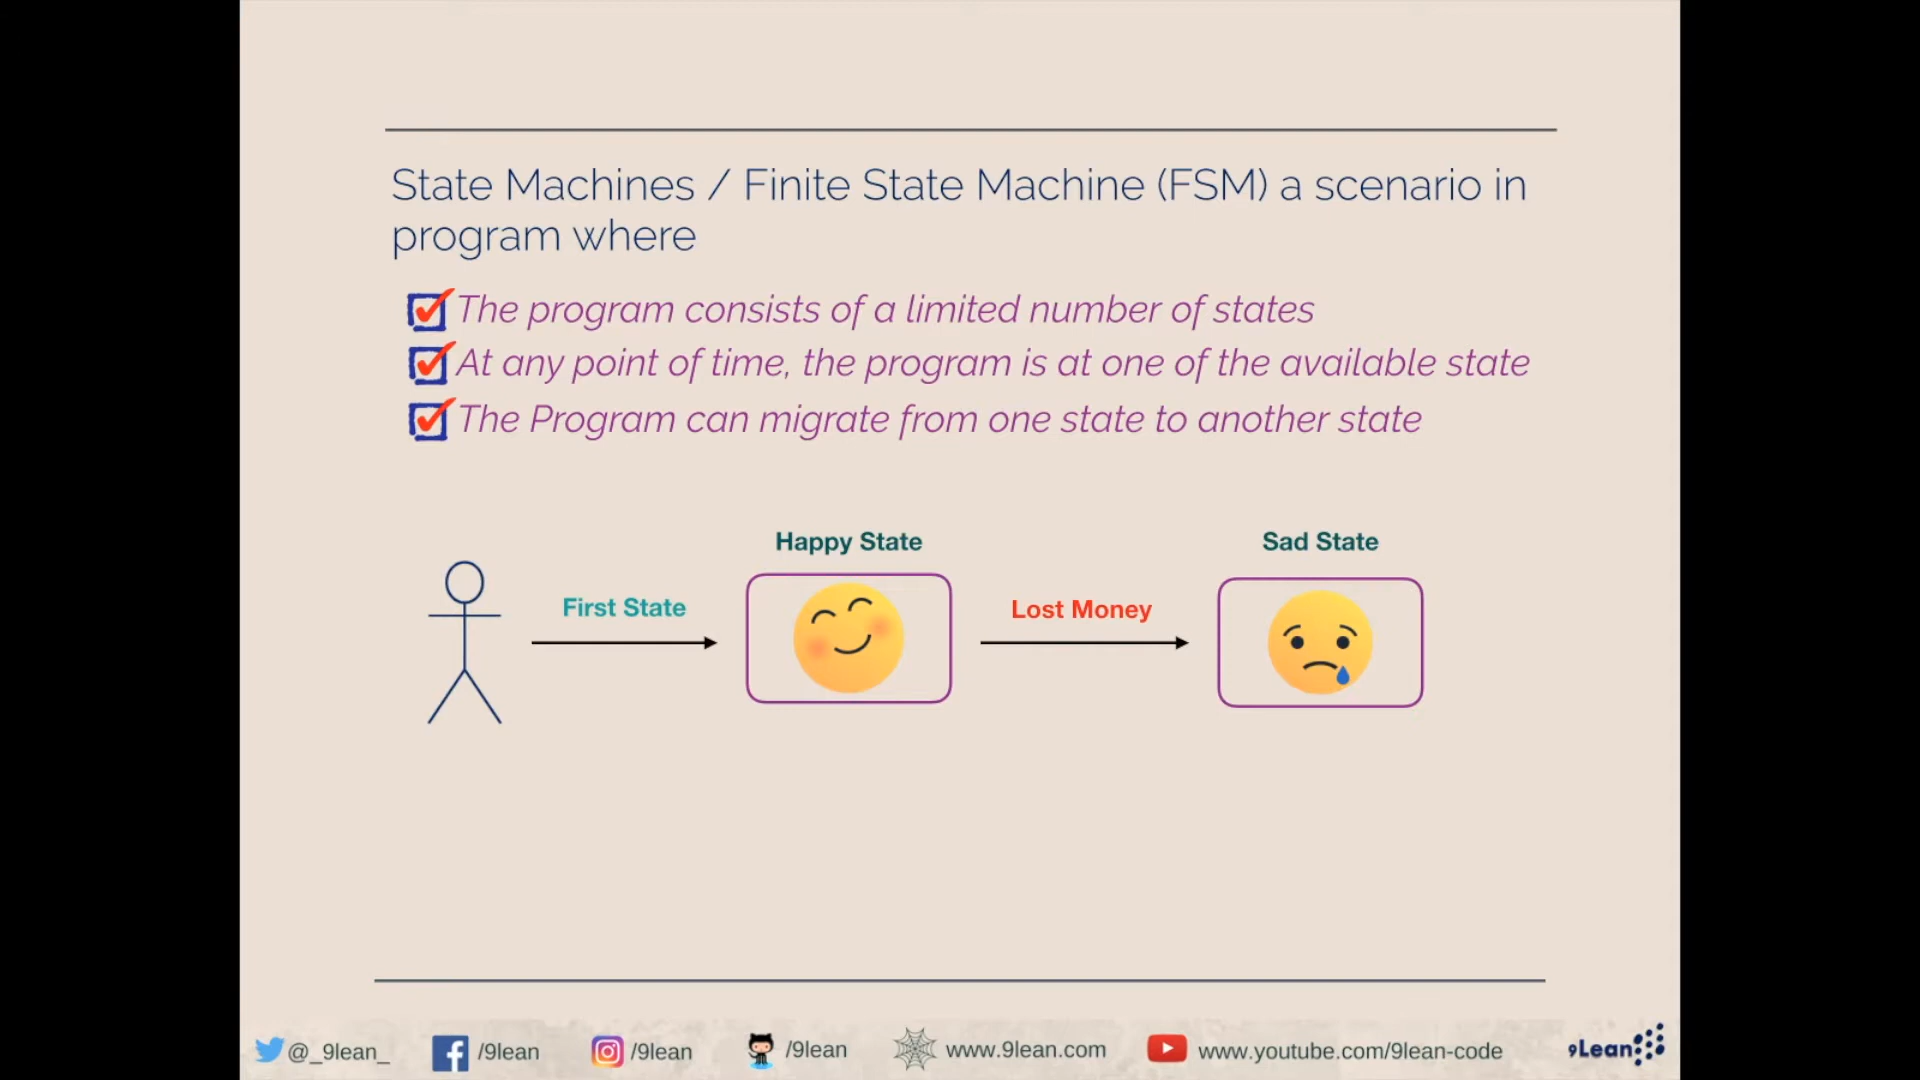 State Machines / Finite State Machine (FSM) a scenario in
program where
The program consists of a limited number of states
At any point of time, the program is at one of the available state
The Program can migrate from one state to another state
Happy State
Sad State
First State
Lost Money
@_9lean_
/9lean
/9lean
/9lean
www.9lean.com
www.youtube.com/9lean-code
9Lean